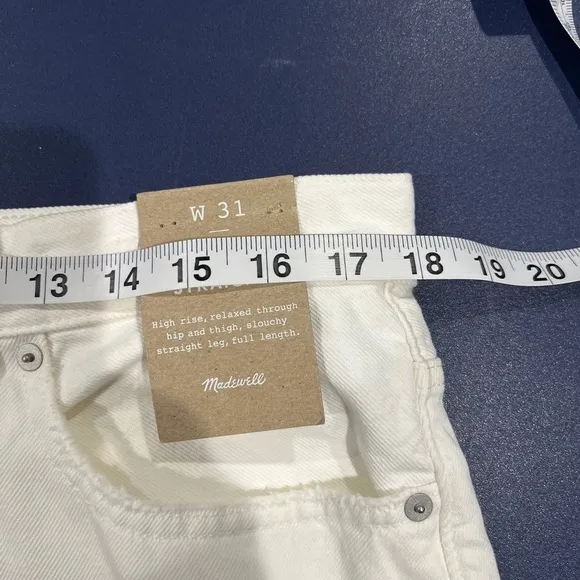 W 31
13 14 15 16 17 18 19 20
High rise, relaxed through
hip and thigh, slouchy
straight leg, full length.
Madewell